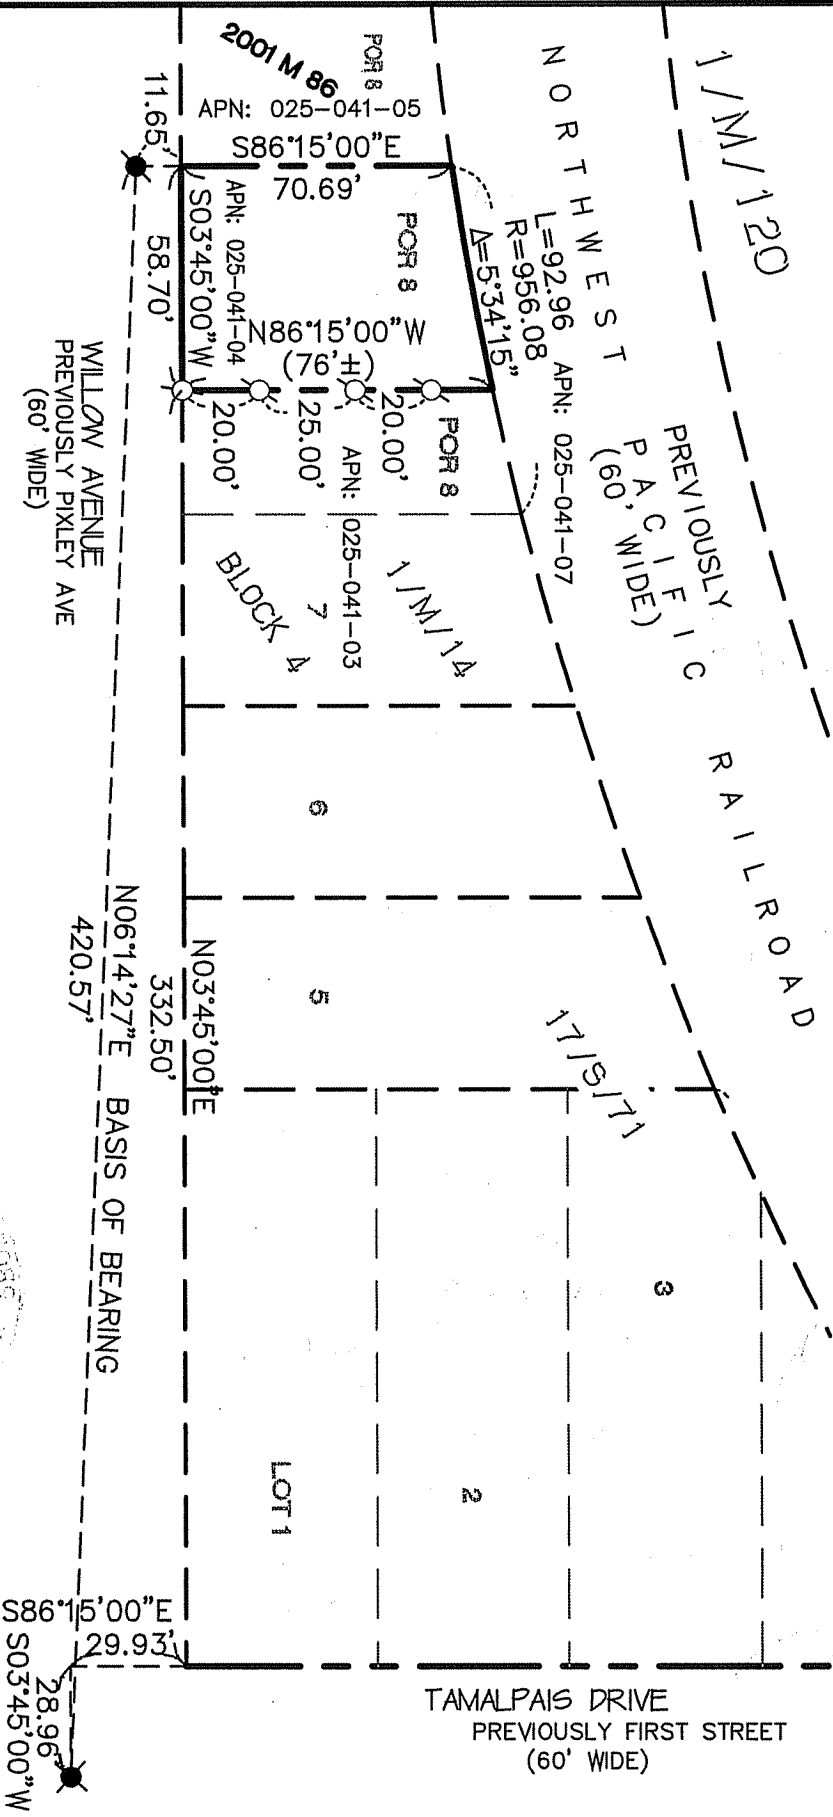 1/M/120
NORTHWEST PACIFIC RAILROAD
PREVIOUSLY
(60' WIDE)
POR 8
2001 M 86
APN: 025-041-05
S86°15'00"E
70.69'
11.65'
APN: 025-041-04
S03°45'00"W
58.70'
POR 8
L=92.96
R=956.08
Δ=5°34'15"
APN: 025-041-07
N86°15'00"W
(76'±)
20.00'
25.00'
20.00'
POR 8
APN: 025-041-03
7
BLOCK 4
1/M/14
WILLOW AVENUE
PREVIOUSLY PIXLEY AVE
(60' WIDE)
6
5
N03°45'00"E
332.50'
N06°14'27"E BASIS OF BEARING
420.57'
17/S/71
3
2
LOT 1
S86°15'00"E
29.93'
28.96'
S03°45'00"W
TAMALPAIS DRIVE
PREVIOUSLY FIRST STREET
(60' WIDE)